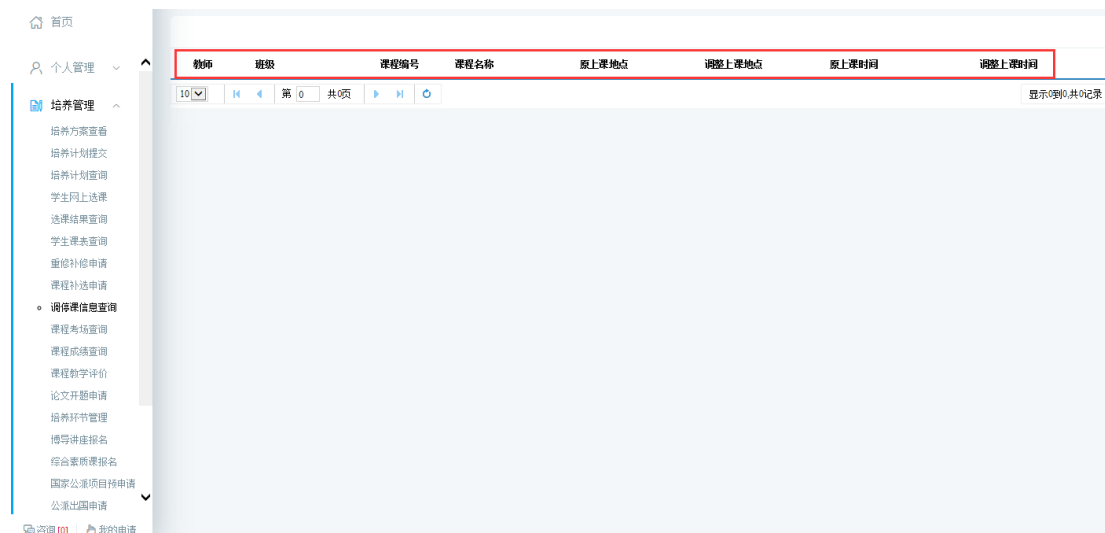 首页
个人管理
培养管理
培养方案查看
培养计划提交
培养计划查询
学生网上选课
选课结果查询
学生课表查询
重修补修申请
课程补选申请
调停课信息查询
课程考场查询
课程成绩查询
课程教学评价
论文开题申请
培养环节管理
博导讲座报名
综合素质课报名
国家公派项目预申请
公派出国申请
咨询[0] 我的申请
教师 班级 课程编号 课程名称 原上课地点 调整上课地点 原上课时间 调整上课时间
10 第 0 共0页 显示0到0,共0记录